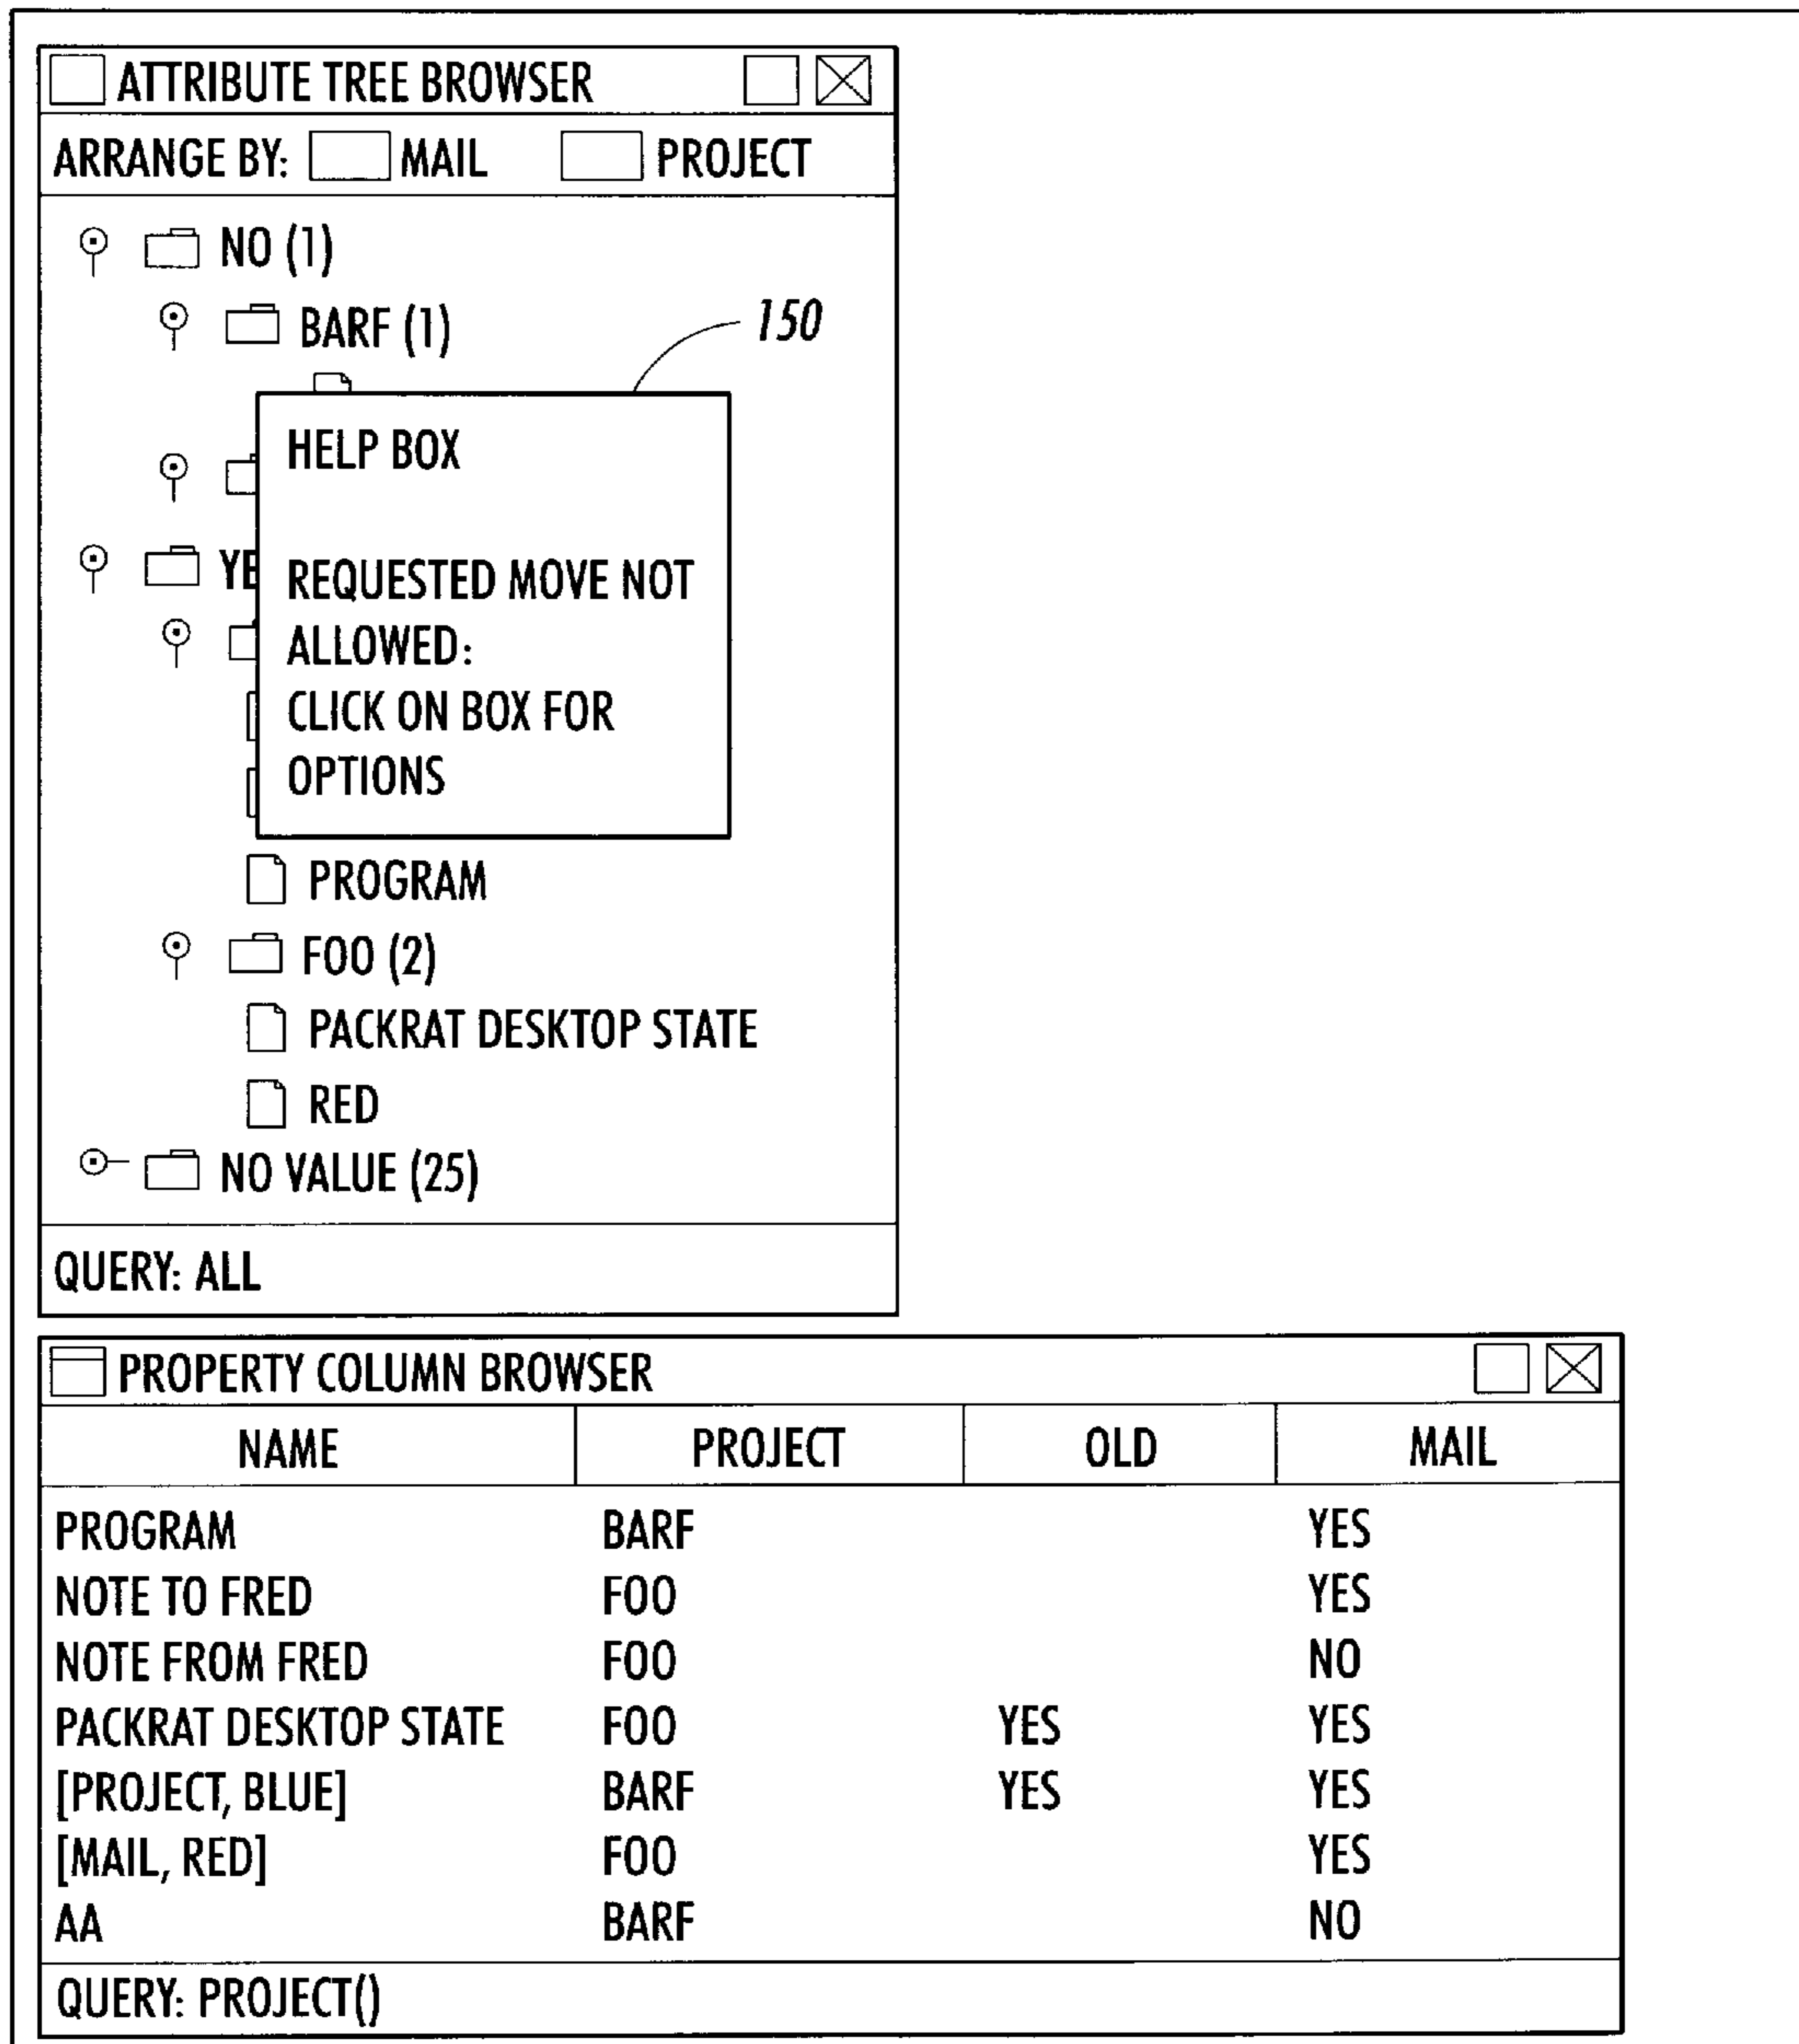 ATTRIBUTE TREE BROWSER
ARRANGE BY: MAIL PROJECT
NO (1)
BARF (1)
150
HELP BOX
REQUESTED MOVE NOT
ALLOWED:
CLICK ON BOX FOR
OPTIONS
PROGRAM
FOO (2)
PACKRAT DESKTOP STATE
RED
NO VALUE (25)
QUERY: ALL
PROPERTY COLUMN BROWSER
NAME PROJECT OLD MAIL
PROGRAM BARF YES
NOTE TO FRED FOO YES
NOTE FROM FRED FOO NO
PACKRAT DESKTOP STATE FOO YES YES
[PROJECT, BLUE] BARF YES YES
[MAIL, RED] FOO YES
AA BARF NO
QUERY: PROJECT()